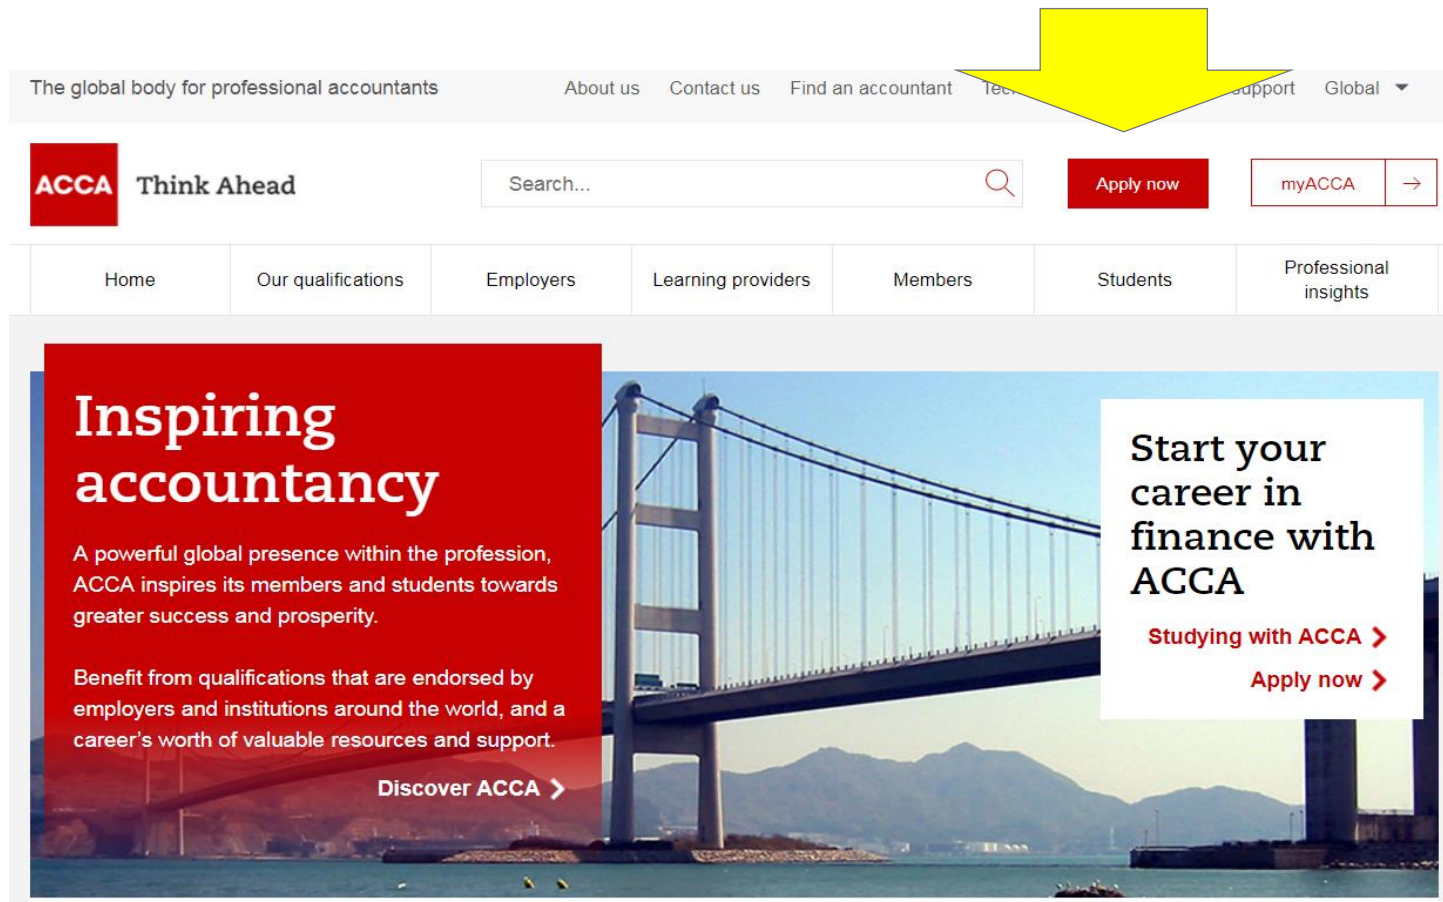 The global body for professional accountants About us Contact us Find an accountant support Global
ACCA Think Ahead Search... Apply now myACCA
Home Our qualifications Employers Learning providers Members Students Professional insights
Inspiring
accountancy
A powerful global presence within the profession,
ACCA inspires its members and students towards
greater success and prosperity.
Benefit from qualifications that are endorsed by
employers and institutions around the world, and a
career's worth of valuable resources and support.
Discover ACCA
Start your
career in
finance with
ACCA
Studying with ACCA
Apply now